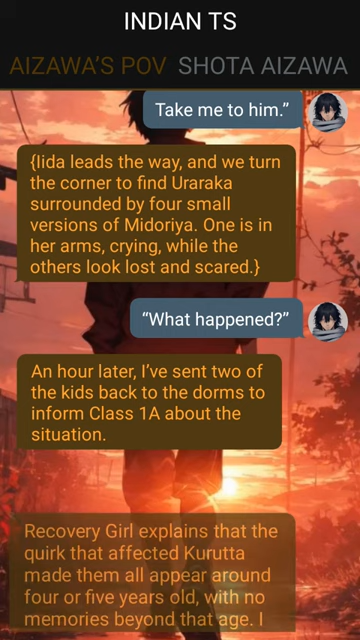 INDIAN TS
AIZAWA'S POV SHOTA AIZAWA
Take me to him.”
{Iida leads the way, and we turn
the corner to find Uraraka
surrounded by four small
versions of Midoriya. One is in
her arms, crying, while the
others look lost and scared.}
“What happened?”
An hour later, I’ve sent two of
the kids back to the dorms to
inform Class 1A about the
situation.
Recovery Girl explains that the
quirk that affected Kurutta
made them all appear around
four or five years old, with no
memories beyond that age. I